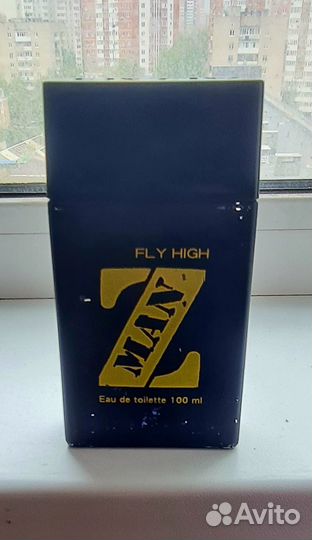 FLY HIGH
Z
MAN
Eau de toilette 100 ml
Avito